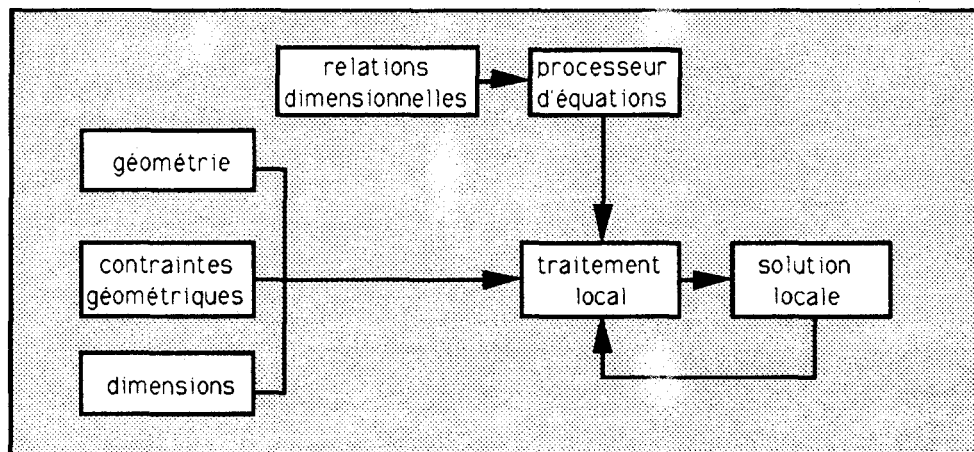 relations
dimensionnelles
processeur
d'équations
géométrie
contraintes
géométriques
traitement
local
solution
locale
dimensions